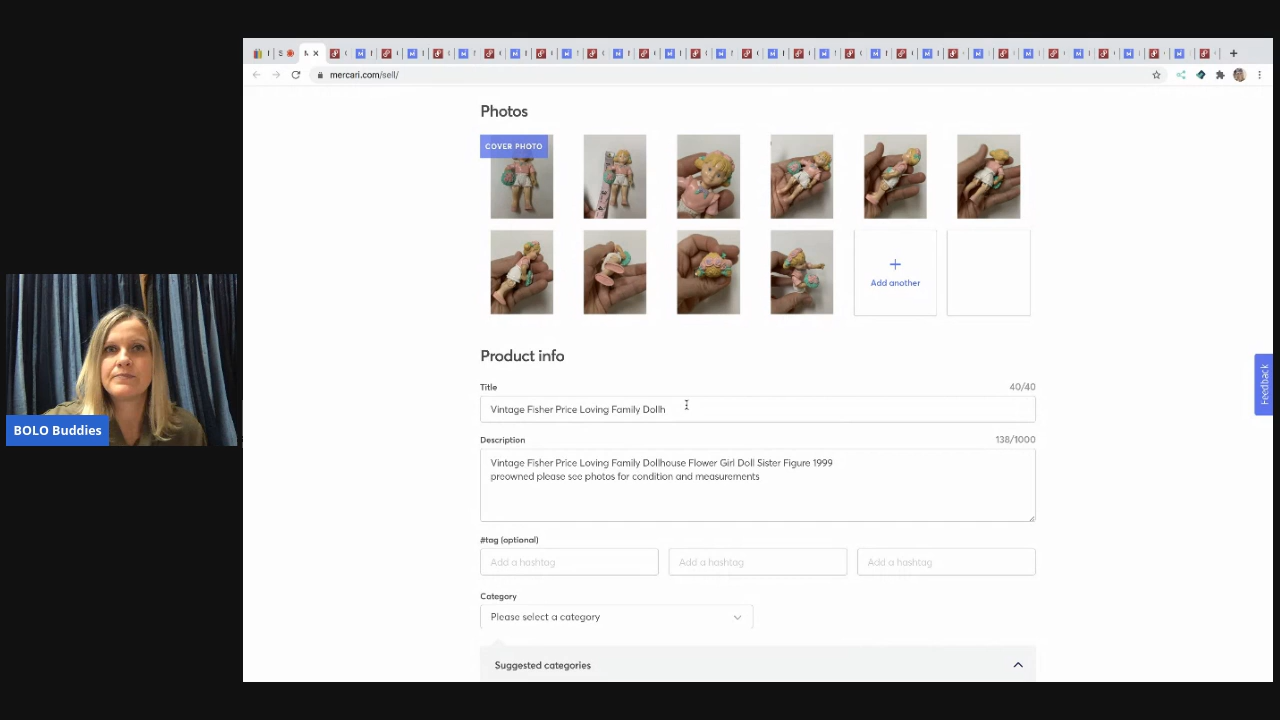 mercari.com/sell/
Photos
COVER PHOTO
Add another
Product info
Title
40/40
Vintage Fisher Price Loving Family Dollh
Description
138/1000
Vintage Fisher Price Loving Family Dollhouse Flower Girl Doll Sister Figure 1999
preowned please see photos for condition and measurements
#tag (optional)
Add a hashtag
Add a hashtag
Add a hashtag
Category
Please select a category
Suggested categories
Feedback
BOLO Buddies